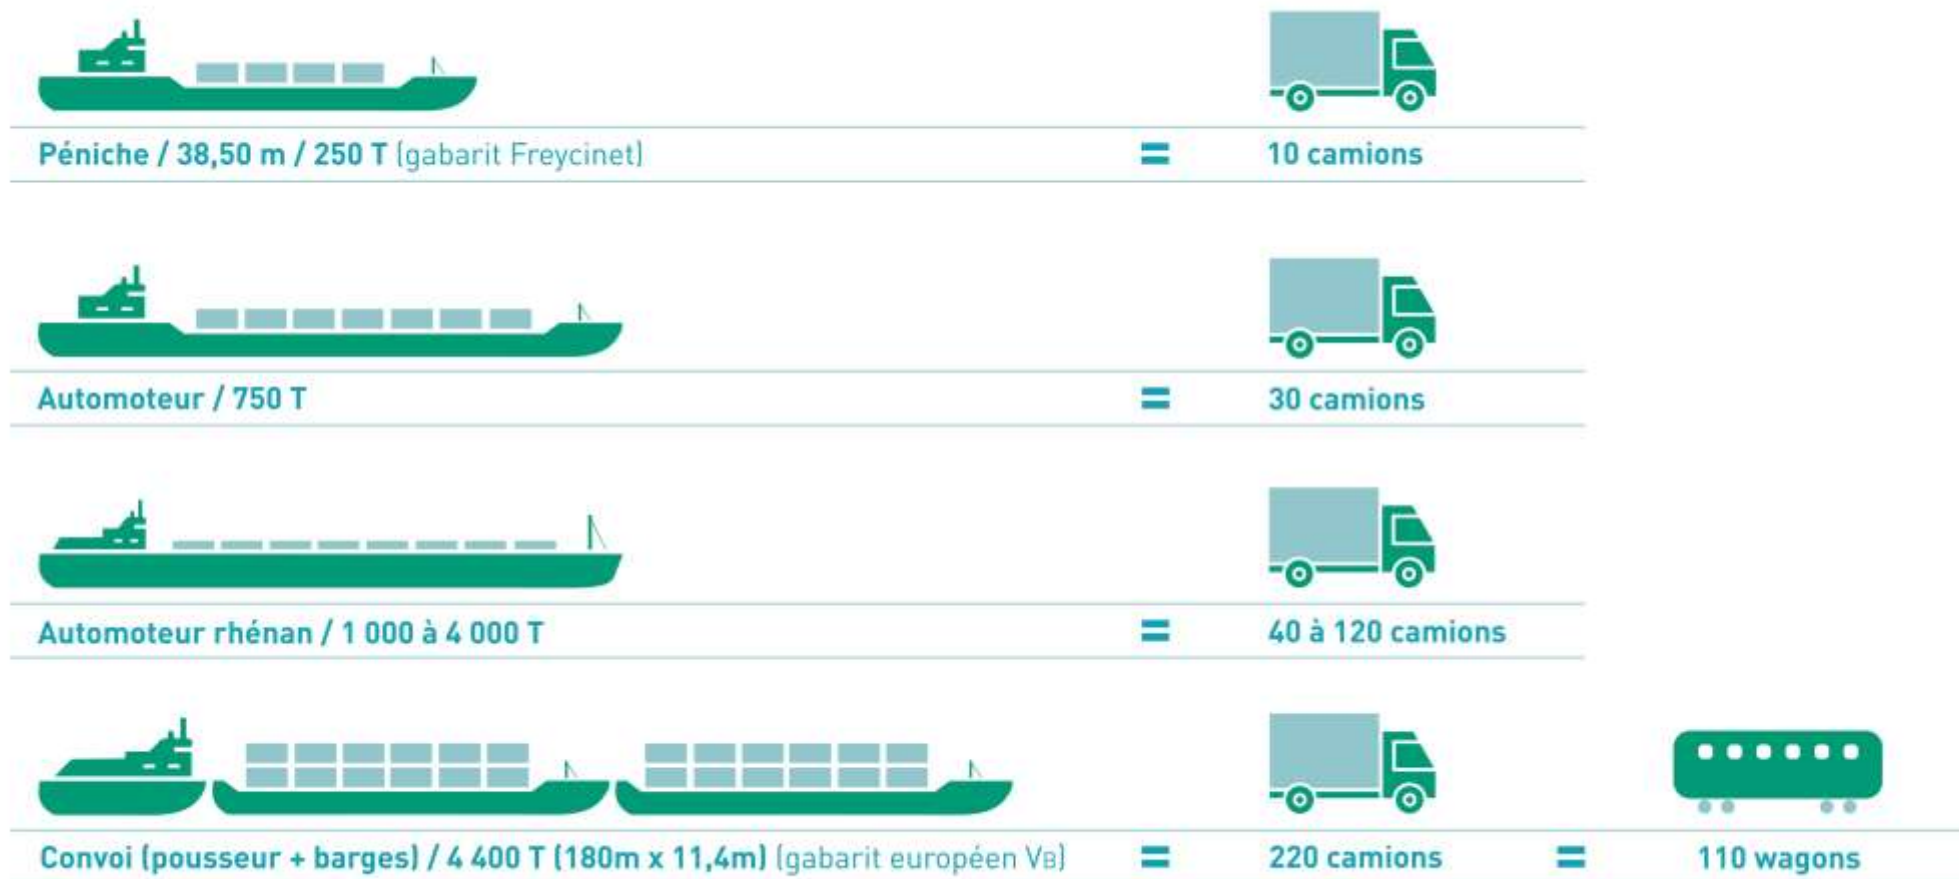 Péniche / 38,50 m / 250 T (gabarit Freycinet) = 10 camions
Automoteur / 750 T = 30 camions
Automoteur rhénan / 1 000 à 4 000 T = 40 à 120 camions
Convoi (pousseur + barges) / 4 400 T (180m x 11,4m) (gabarit européen VB) = 220 camions = 110 wagons